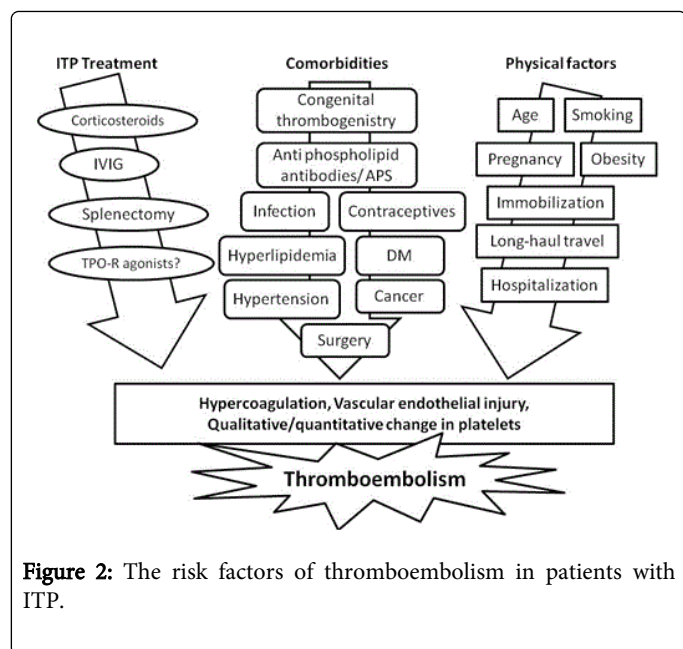 ITP Treatment
Corticosteroids
IVIG
Splenectomy
TPO-R agonists?
Comorbidities
Congenital
thrombogenistry
Anti phospholipid
antibodies/ APS
Infection
Contraceptives
Hyperlipidemia
DM
Hypertension
Cancer
Surgery
Physical factors
Age
Smoking
Pregnancy
Obesity
Immobilization
Long-haul travel
Hospitalization
Hypercoagulation, Vascular endothelial injury,
Qualitative/quantitative change in platelets
Thromboembolism
Figure 2: The risk factors of thromboembolism in patients with
ITP.